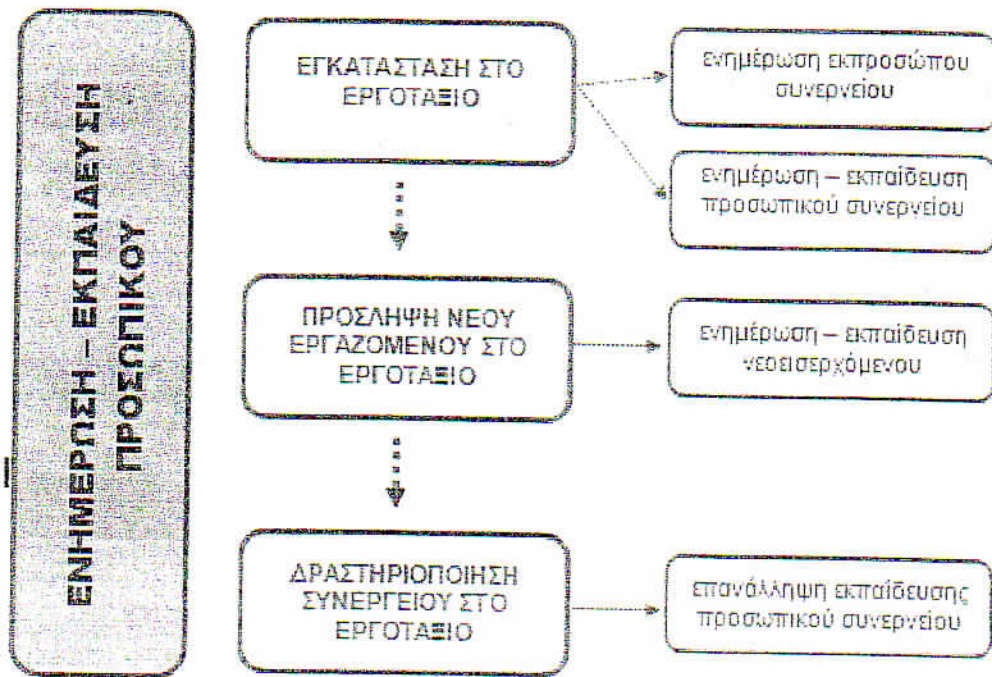 ΕΝΗΜΕΡΩΣΗ – ΕΚΠΑΙΔΕΥΣΗ
ΠΡΟΣΩΠΙΚΟΥ
ΕΓΚΑΤΑΣΤΑΣΗ ΣΤΟ
ΕΡΓΟΤΑΞΙΟ
ενημέρωση εκπροσώπου
συνεργείου
ενημέρωση – εκπαίδευση
προσωπικού συνεργείου
ΠΡΟΣΛΗΨΗ ΝΕΟΥ
ΕΡΓΑΖΟΜΕΝΟΥ ΣΤΟ
ΕΡΓΟΤΑΞΙΟ
ενημέρωση – εκπαίδευση
νεοεισερχόμενου
ΔΡΑΣΤΗΡΙΟΠΟΙΗΣΗ
ΣΥΝΕΡΓΕΙΟΥ ΣΤΟ
ΕΡΓΟΤΑΞΙΟ
επανάλληψη εκπαίδευσης
προσωπικού συνεργείου